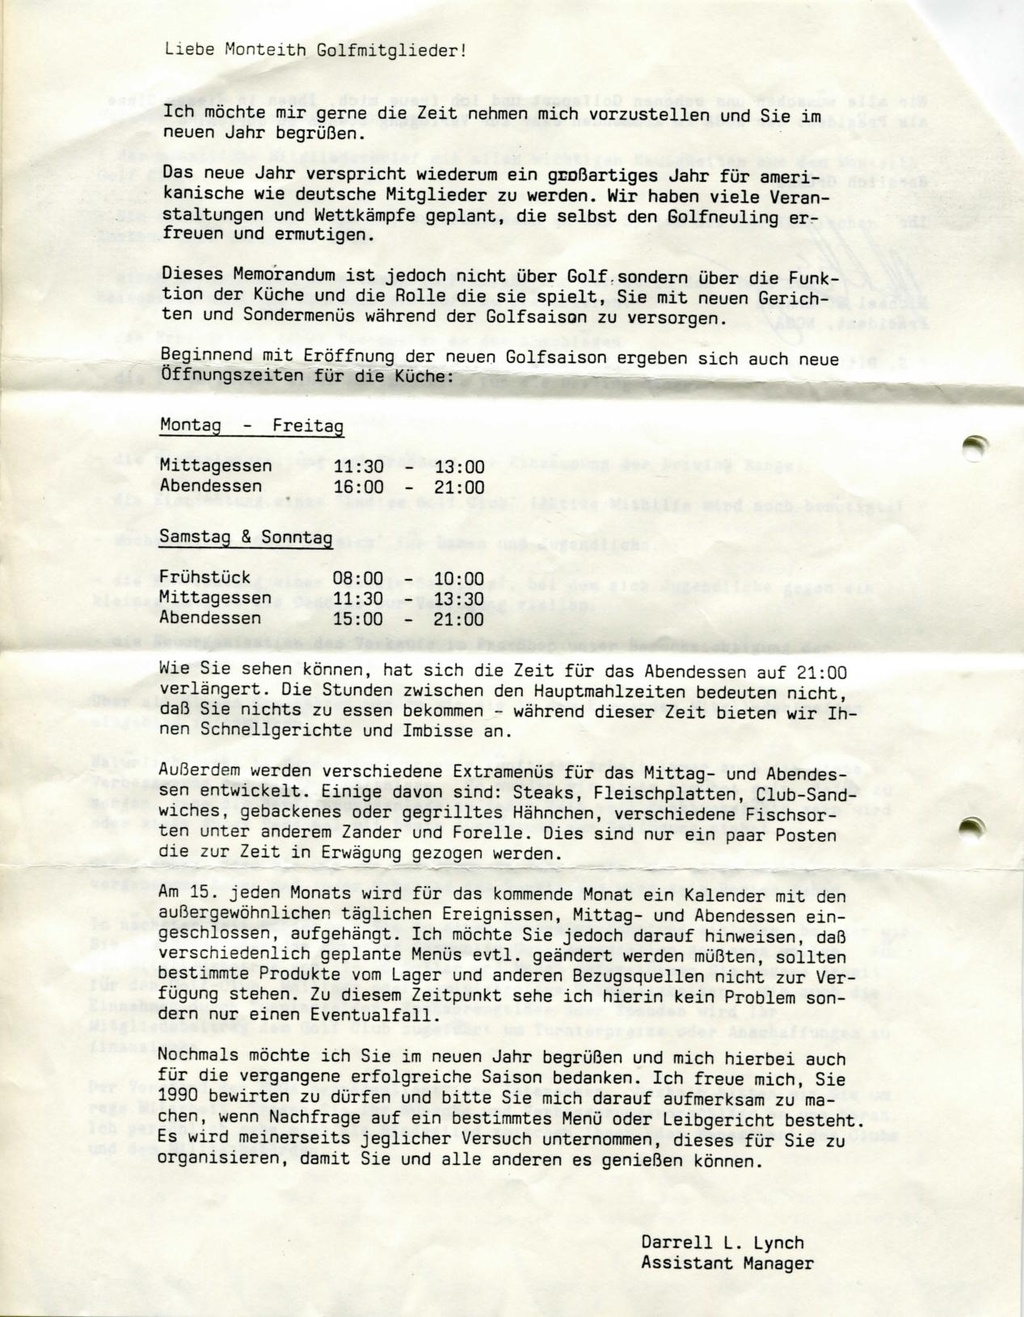 Liebe Monteith Golfmitglieder!
Ich möchte mir gerne die Zeit nehmen mich vorzustellen und Sie im
neuen Jahr begrüßen.
Das neue Jahr verspricht wiederum ein großartiges Jahr für ameri-
kanische wie deutsche Mitglieder zu werden. Wir haben viele Veran-
staltungen und Wettkämpfe geplant, die selbst den Golfneuling er-
freuen und ermutigen.
Dieses Memorandum ist jedoch nicht über Golf,sondern über die Funk-
tion der Küche und die Rolle die sie spielt, Sie mit neuen Gerich-
ten und Sondermenüs während der Golfsaison zu versorgen.
Beginnend mit Eröffnung der neuen Golfsaison ergeben sich auch neue
Öffnungszeiten für die Küche:
Montag - Freitag
Mittagessen 11:30 - 13:00
Abendessen 16:00 - 21:00
Samstag & Sonntag
Frühstück 08:00 - 10:00
Mittagessen 11:30 - 13:30
Abendessen 15:00 - 21:00
Wie Sie sehen können, hat sich die Zeit für das Abendessen auf 21:00
verlängert. Die Stunden zwischen den Hauptmahlzeiten bedeuten nicht,
daß Sie nichts zu essen bekommen - während dieser Zeit bieten wir Ih-
nen Schnellgerichte und Imbisse an.
Außerdem werden verschiedene Extramenüs für das Mittag- und Abendes-
sen entwickelt. Einige davon sind: Steaks, Fleischplatten, Club-Sand-
wiches, gebackenes oder gegrilltes Hähnchen, verschiedene Fischsor-
ten unter anderem Zander und Forelle. Dies sind nur ein paar Posten
die zur Zeit in Erwägung gezogen werden.
Am 15. jeden Monats wird für das kommende Monat ein Kalender mit den
außergewöhnlichen täglichen Ereignissen, Mittag- und Abendessen ein-
geschlossen, aufgehängt. Ich möchte Sie jedoch darauf hinweisen, daß
verschiedenlich geplante Menüs evtl. geändert werden müßten, sollten
bestimmte Produkte vom Lager und anderen Bezugsquellen nicht zur Ver-
fügung stehen. Zu diesem Zeitpunkt sehe ich hierin kein Problem son-
dern nur einen Eventualfall.
Nochmals möchte ich Sie im neuen Jahr begrüßen und mich hierbei auch
für die vergangene erfolgreiche Saison bedanken. Ich freue mich, Sie
1990 bewirten zu dürfen und bitte Sie mich darauf aufmerksam zu ma-
chen, wenn Nachfrage auf ein bestimmtes Menü oder Leibgericht besteht.
Es wird meinerseits jeglicher Versuch unternommen, dieses für Sie zu
organisieren, damit Sie und alle anderen es genießen können.
Darrell L. Lynch
Assistant Manager